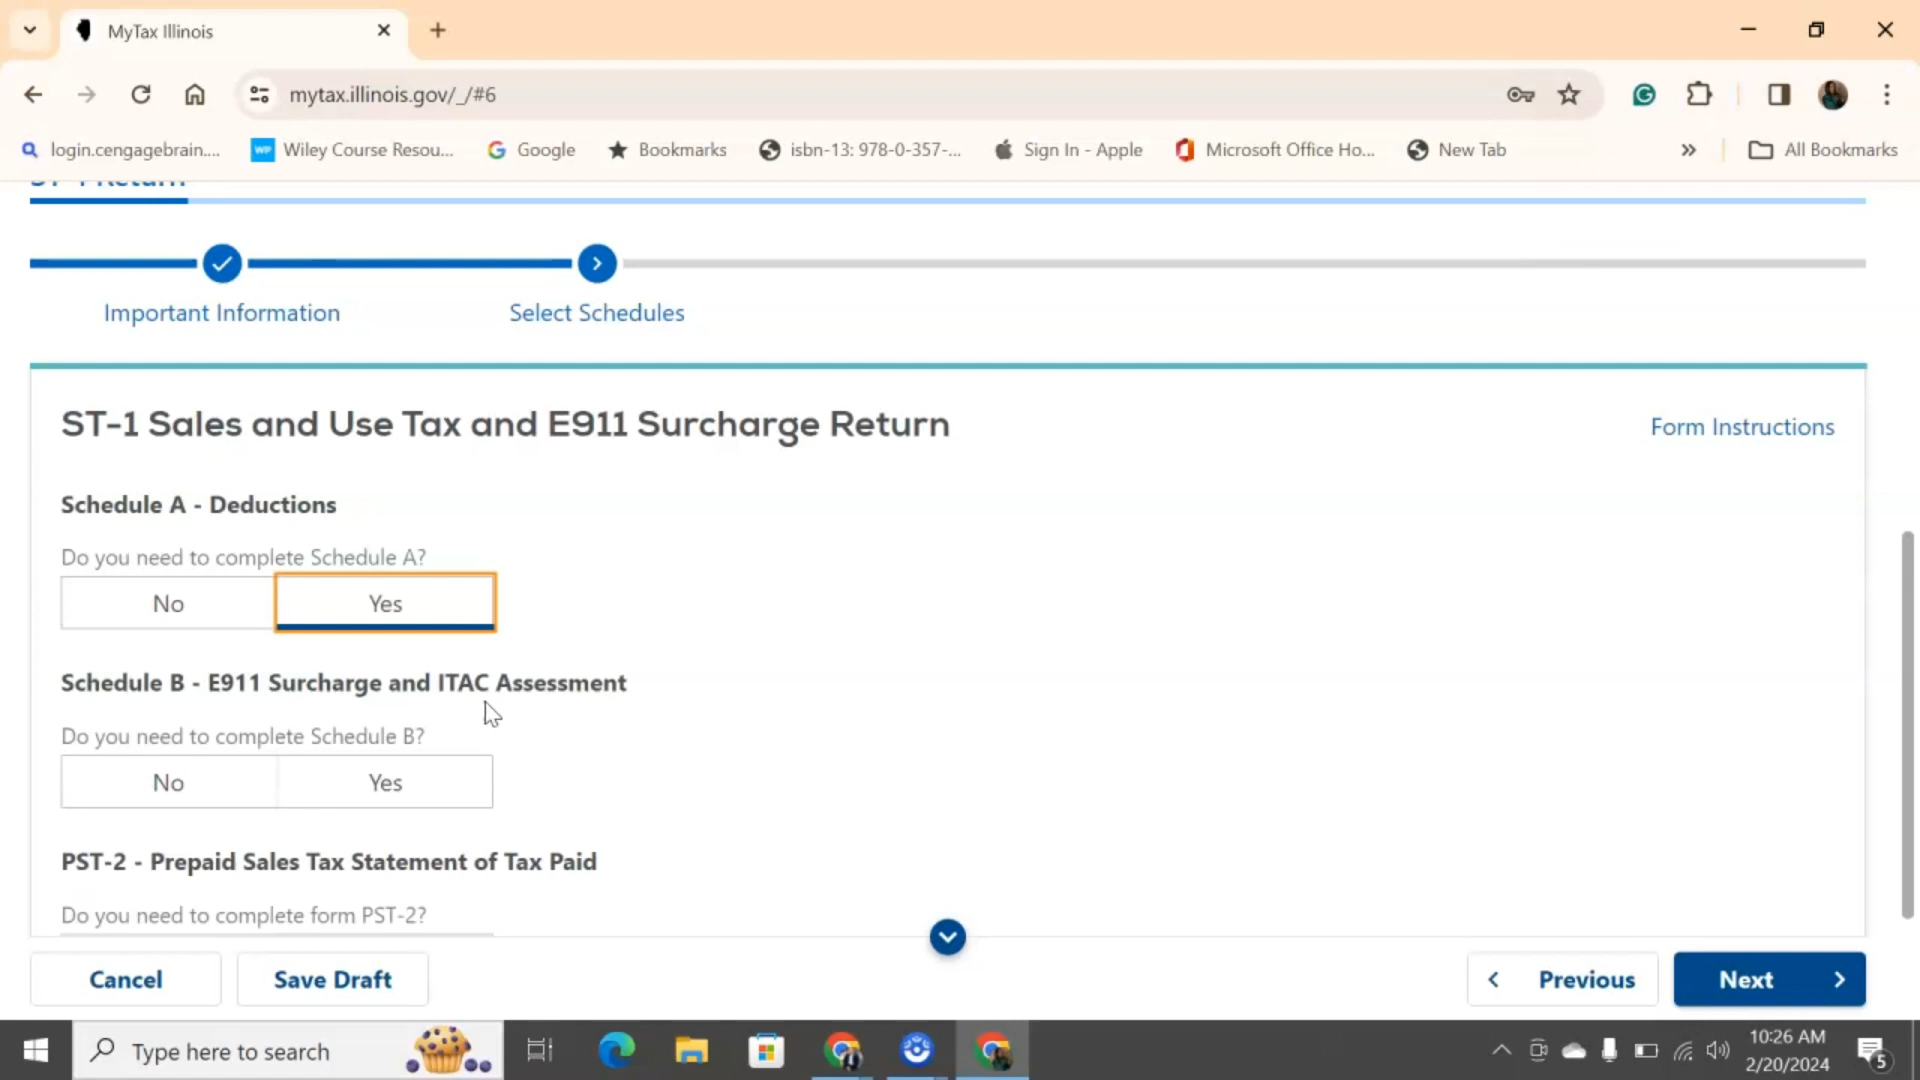 MyTax Illinois
mytax.illinois.gov/_/#6
login.cengagebrain.... WP Wiley Course Resou... Google Bookmarks isbn-13: 978-0-357-... Sign In - Apple Microsoft Office Ho... New Tab » All Bookmarks
ST-1 Return
Important Information Select Schedules
ST-1 Sales and Use Tax and E911 Surcharge Return Form Instructions
Schedule A - Deductions
Do you need to complete Schedule A?
No Yes
Schedule B - E911 Surcharge and ITAC Assessment
Do you need to complete Schedule B?
No Yes
PST-2 - Prepaid Sales Tax Statement of Tax Paid
Do you need to complete form PST-2?
Cancel Save Draft Previous Next
Type here to search
10:26 AM
2/20/2024
5